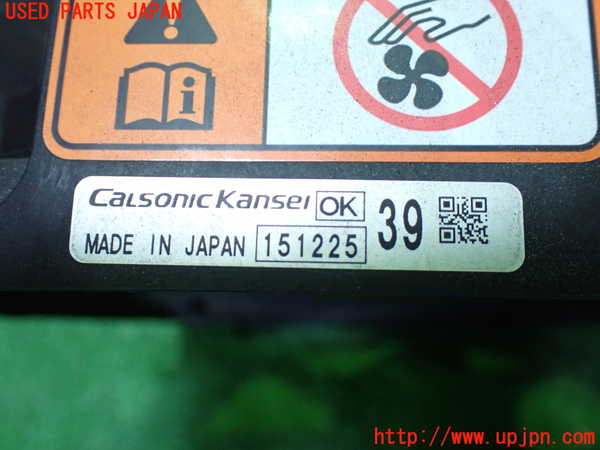 USED PARTS JAPAN
i
CALSONIC KANSEI OK
MADE IN JAPAN 151225 39
http://www.upjpn.com/